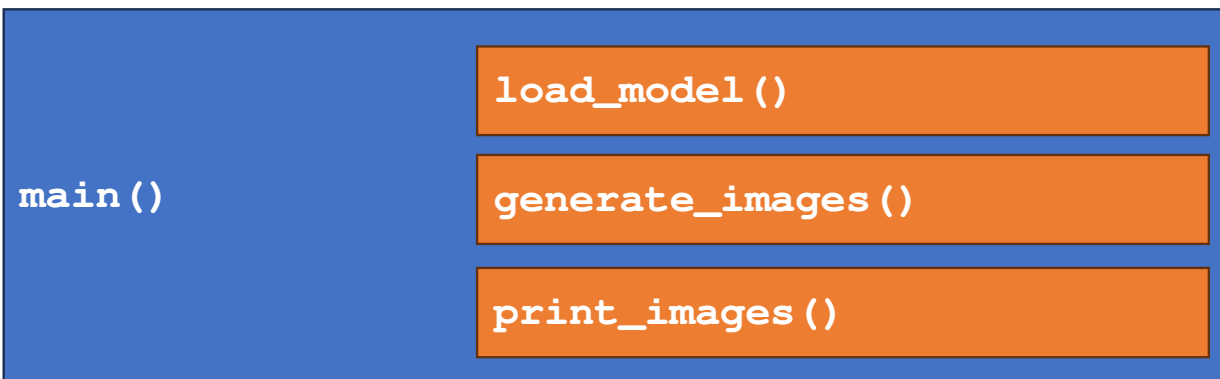 load_model()
main()
generate_images()
print_images()